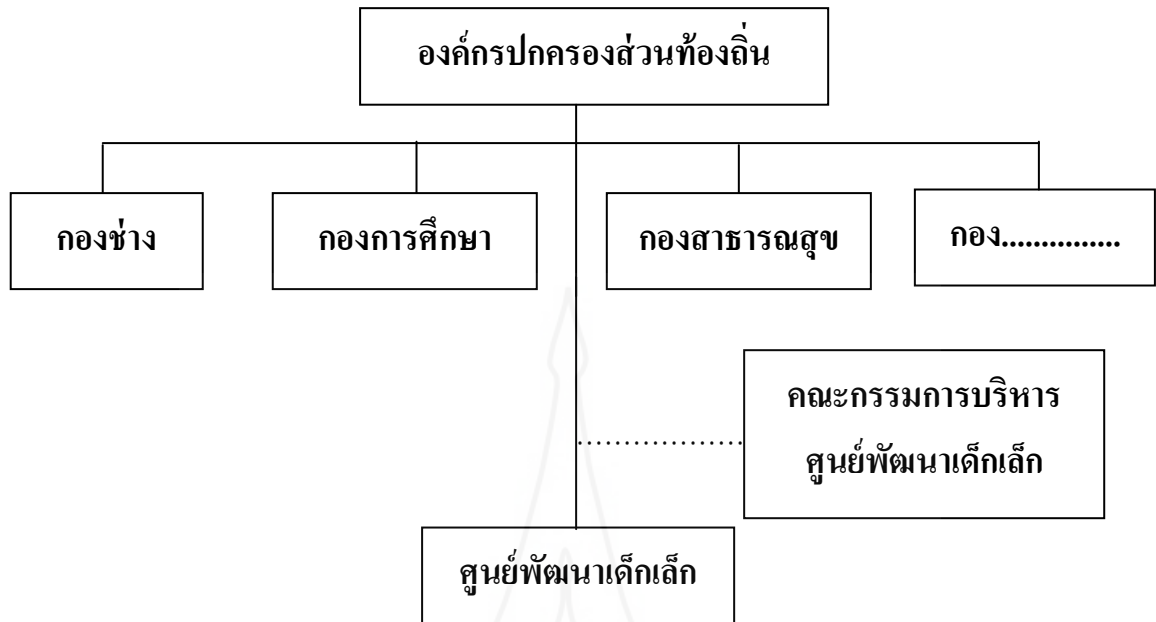 องค์กรปกครองส่วนท้องถิ่น
กองช่าง
กองการศึกษา
กองสาธารณสุข
กอง...............
คณะกรรมการบริหาร
ศูนย์พัฒนาเด็กเล็ก
ศูนย์พัฒนาเด็กเล็ก